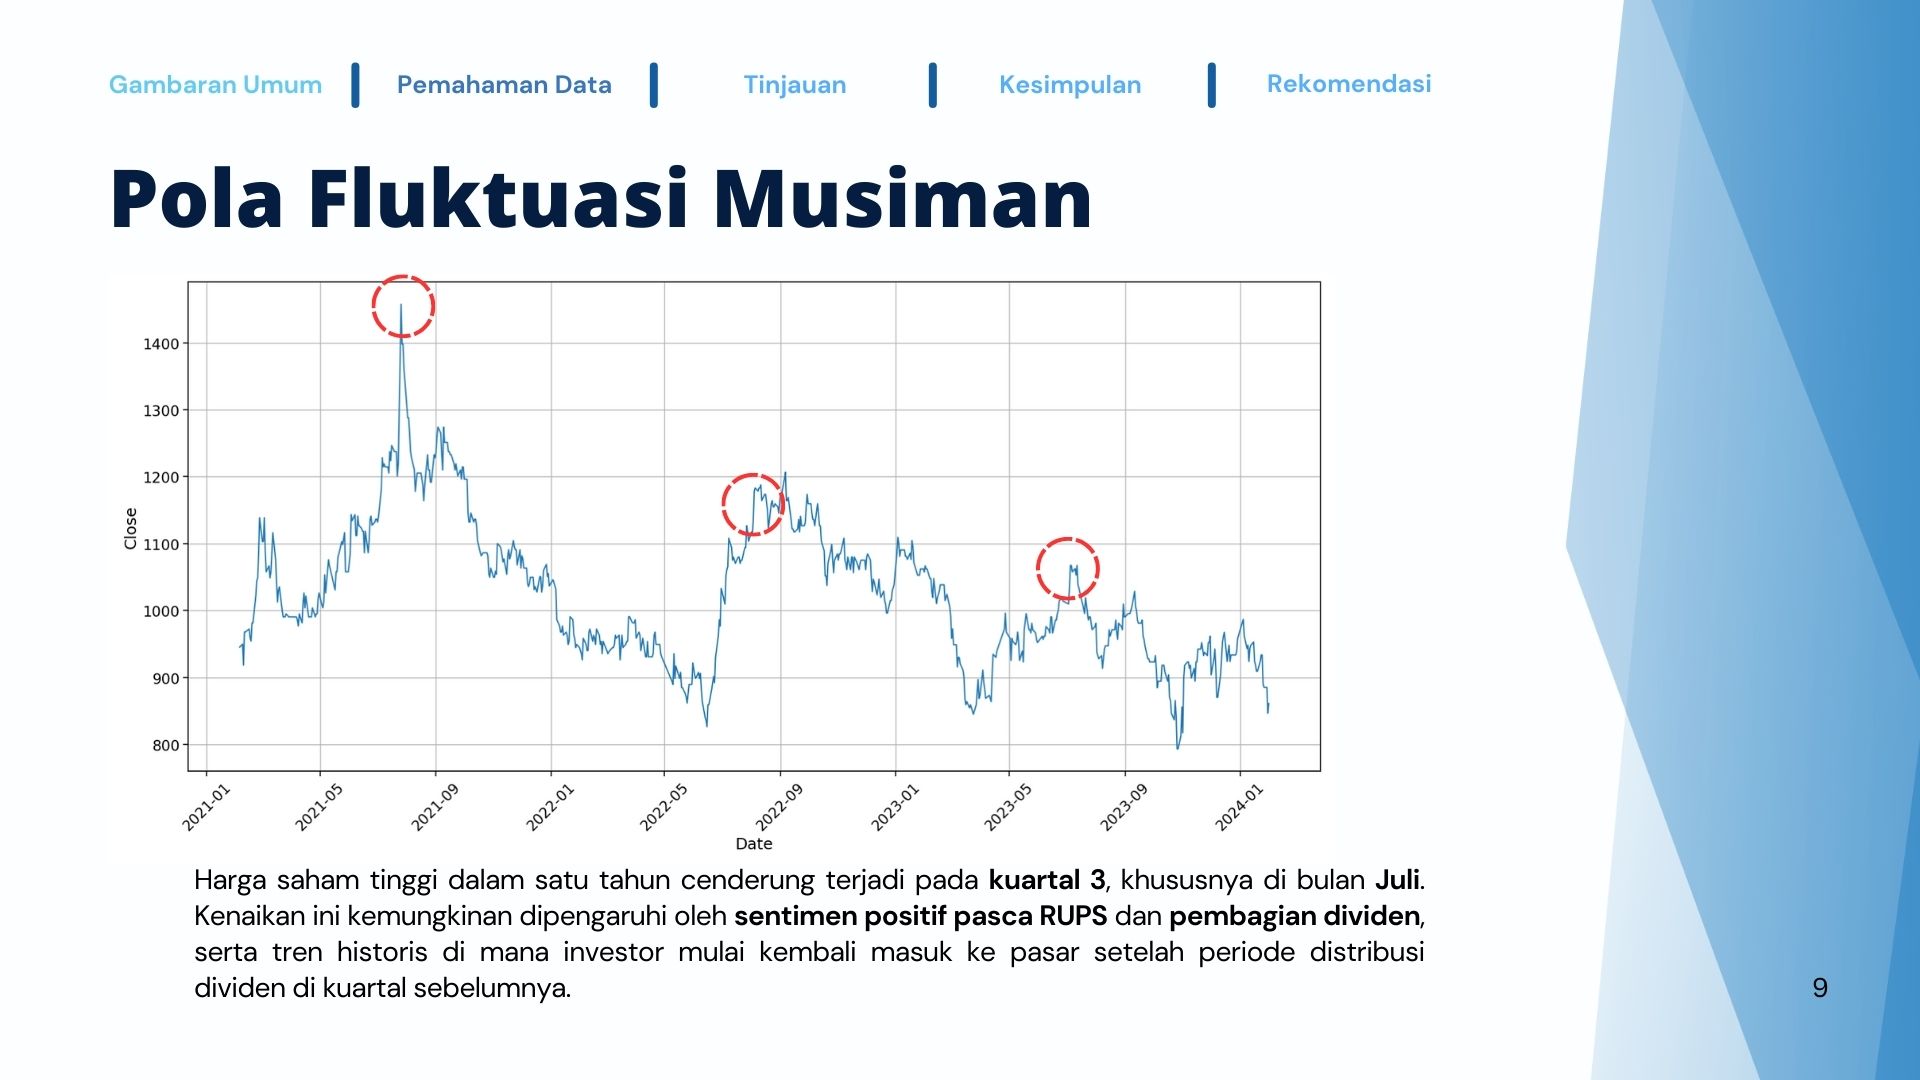 Gambaran Umum
Pemahaman Data
Tinjauan
Kesimpulan
Rekomendasi
Pola Fluktuasi Musiman
1400
1300
1200
1100
1000
900
800
Close
2021-01
2021-05
2021-09
2022-01
2022-05
2022-09
2023-01
2023-05
2023-09
2024-01
Date
Harga saham tinggi dalam satu tahun cenderung terjadi pada kuartal 3, khususnya di bulan Juli.
Kenaikan ini kemungkinan dipengaruhi oleh sentimen positif pasca RUPS dan pembagian dividen,
serta tren historis di mana investor mulai kembali masuk ke pasar setelah periode distribusi
dividen di kuartal sebelumnya.
9